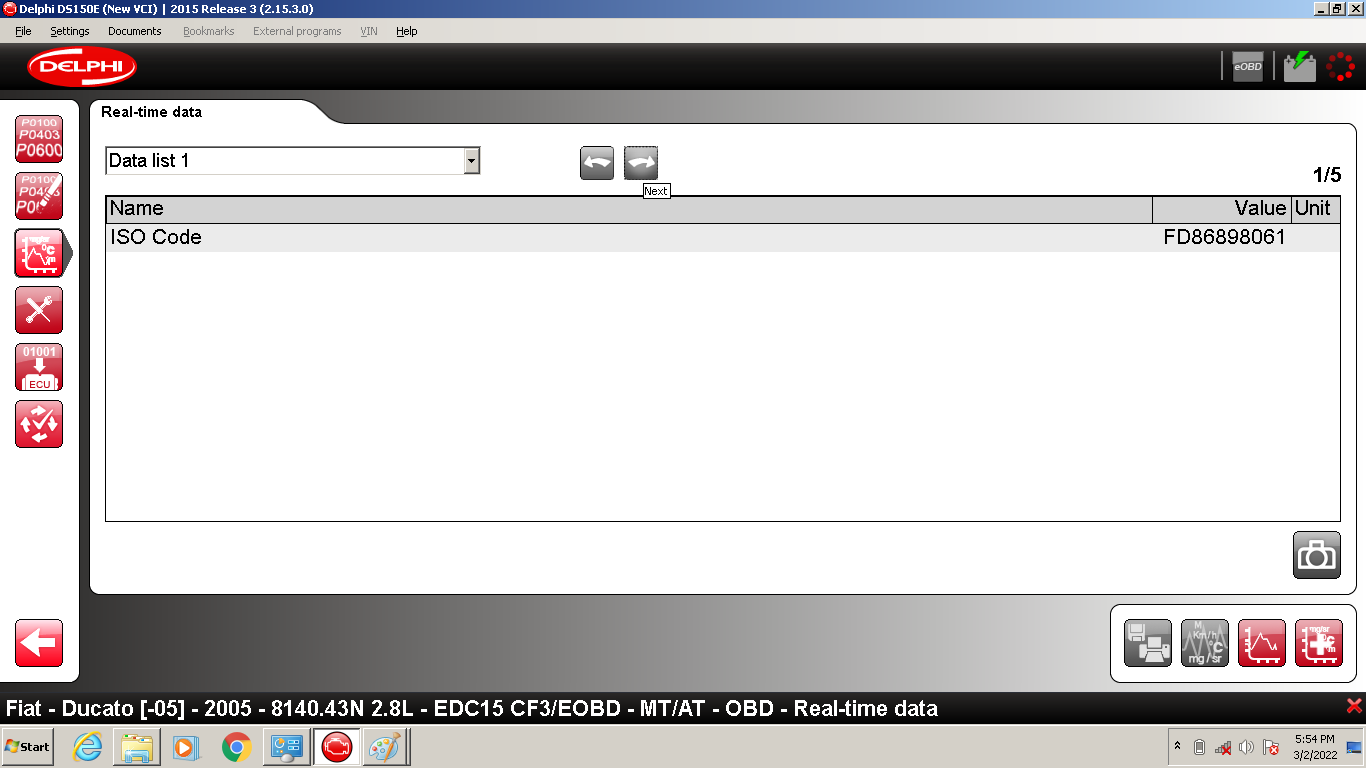 Delphi DS150E (New VCI) | 2015 Release 3 (2.15.3.0)
File Settings Documents Bookmarks External programs VIN Help
DELPHI
eOBD
Real-time data
P0100
P0403
P0600
P0100
Data list 1
1/5
Next
Name Value Unit
ISO Code FD86898061
°C
01001
ECU
M
Km/h
°C
mg/sr
mg/sr
°C
Fiat - Ducato [-05] - 2005 - 8140.43N 2.8L - EDC15 CF3/EOBD - MT/AT - OBD - Real-time data
Start
5:54 PM
3/2/2022